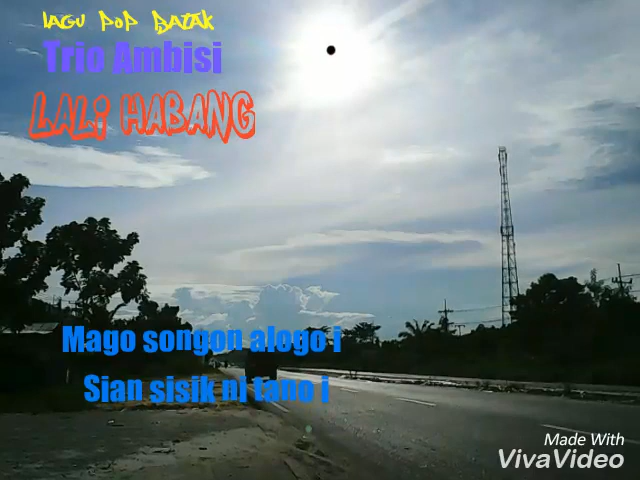 LAGU POP BATAK
Trio Ambisi
LALI HABANG
Mago songon alogo i
Sian sisik ni tano i
Made With
VivaVideo